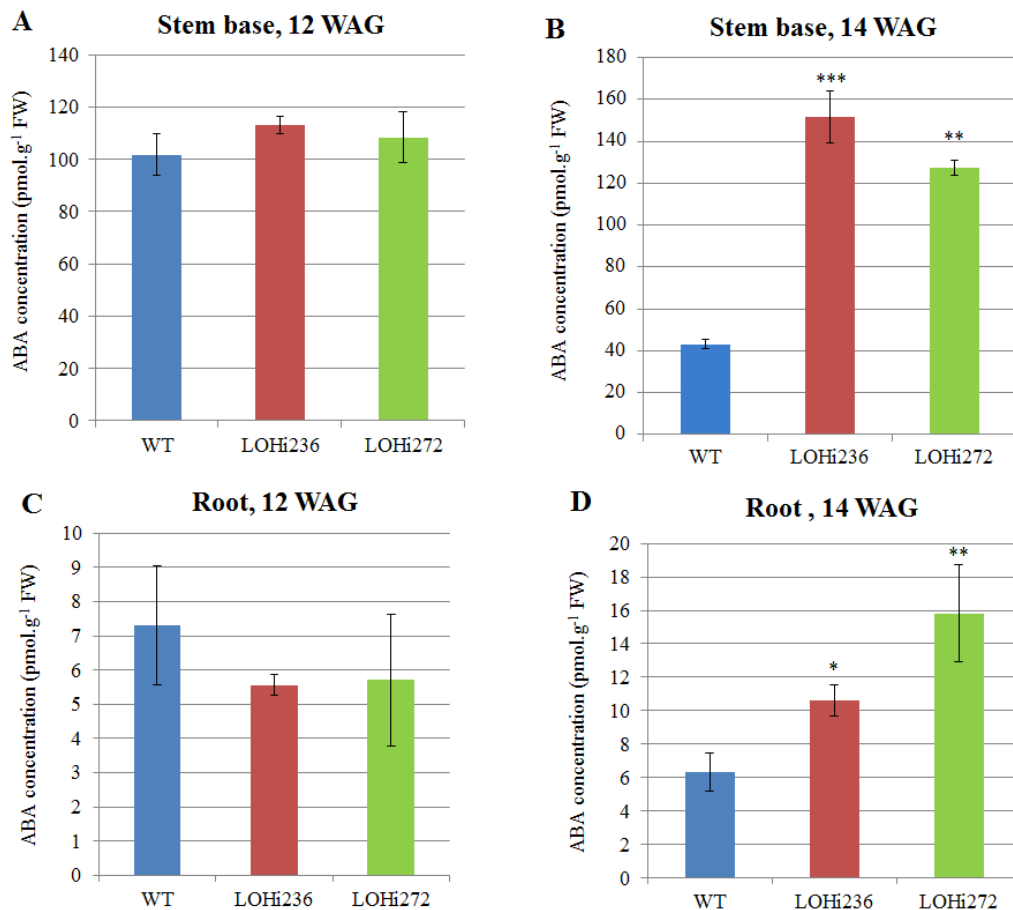 A
Stem base, 12 WAG
ABA concentration (pmol.g-1 FW)
140
120
100
80
60
40
20
0
WT LOHi236 LOHi272
B
Stem base, 14 WAG
ABA concentration (pmol.g-1 FW)
180
160
140
120
100
80
60
40
20
0
***
**
WT LOHi236 LOHi272
C
Root, 12 WAG
ABA concentration (pmol.g-1 FW)
10
9
8
7
6
5
4
3
2
1
0
WT LOHi236 LOHi272
D
Root , 14 WAG
ABA concentration (pmol.g-1 FW)
20
18
16
14
12
10
8
6
4
2
0
*
**
WT LOHi236 LOHi272